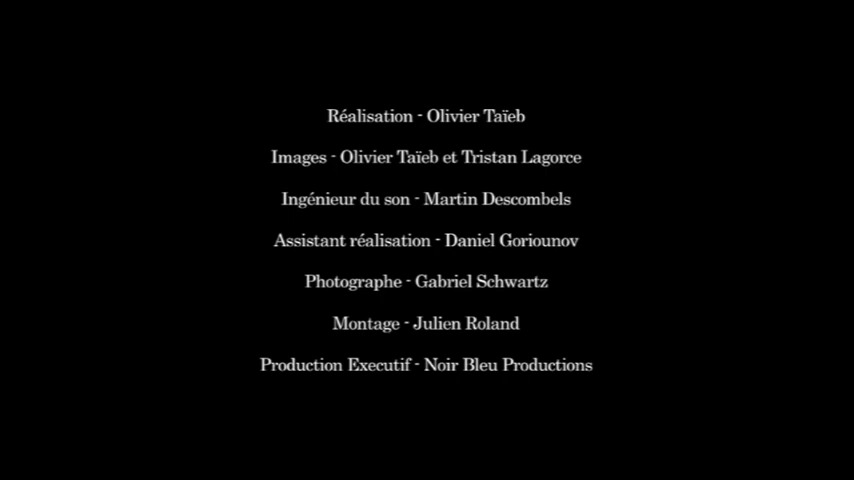 Réalisation - Olivier Taïeb
Images - Olivier Taïeb et Tristan Lagorce
Ingénieur du son - Martin Descombels
Assistant réalisation - Daniel Goriounov
Photographe - Gabriel Schwartz
Montage - Julien Roland
Production Executif - Noir Bleu Productions